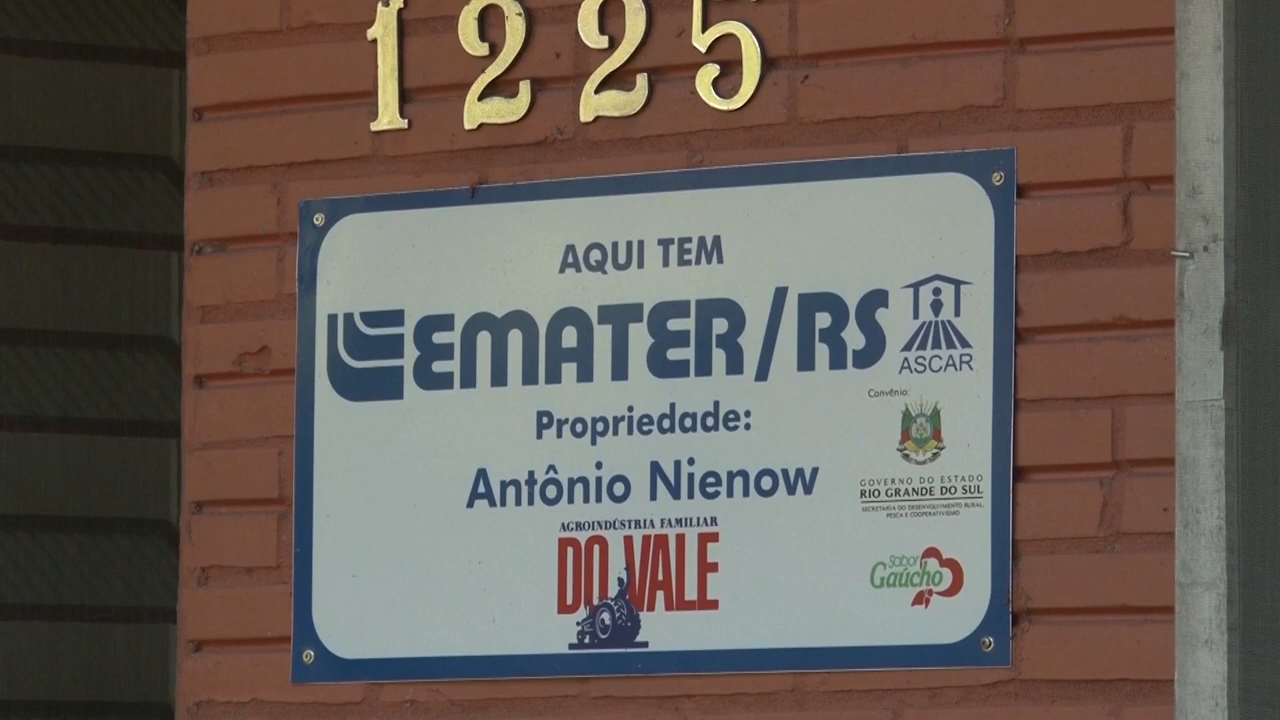 1225
AQUI TEM
EMATER/RS
ASCAR
Propriedade:
Antônio Nienow
AGROINDÚSTRIA FAMILIAR
DO VALE
Convênio:
GOVERNO DO ESTADO
RIO GRANDE DO SUL
SECRETARIA DO DESENVOLVIMENTO RURAL,
PESCA E COOPERATIVISMO
Sabor
Gaúcho